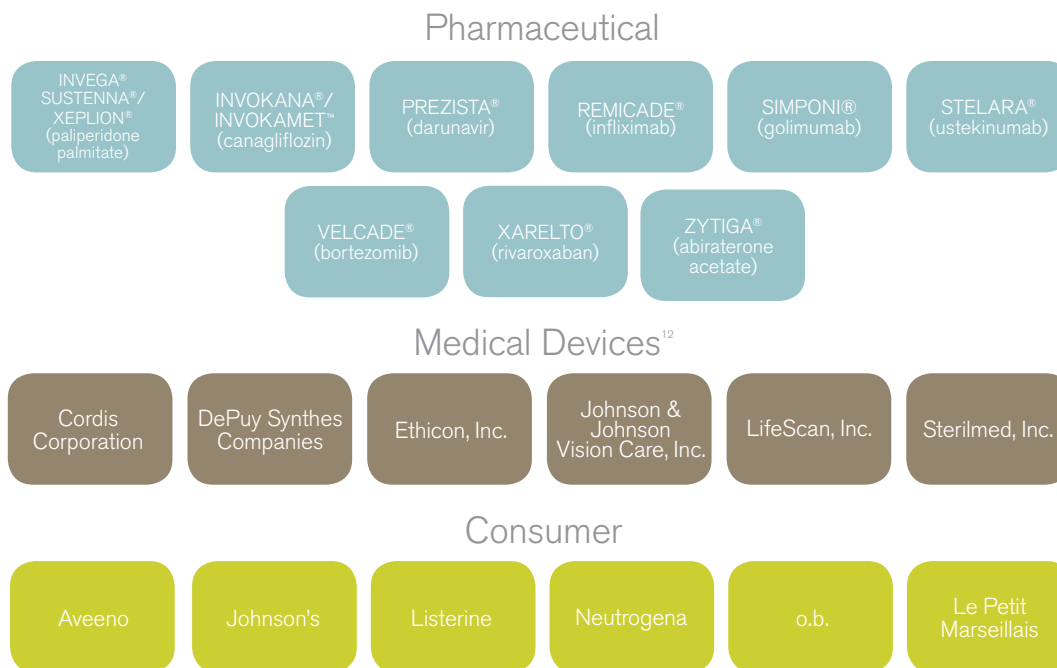 Pharmaceutical
INVEGA®
SUSTENNA®/
XEPLION®
(paliperidone
palmitate)
INVOKANA®/
INVOKAMET™
(canagliflozin)
PREZISTA®
(darunavir)
REMICADE®
(infliximab)
SIMPONI®
(golimumab)
STELARA®
(ustekinumab)
VELCADE®
(bortezomib)
XARELTO®
(rivaroxaban)
ZYTIGA®
(abiraterone
acetate)
Medical Devices¹²
Cordis
Corporation
DePuy Synthes
Companies
Ethicon, Inc.
Johnson &
Johnson
Vision Care, Inc.
LifeScan, Inc.
Sterilmed, Inc.
Consumer
Aveeno
Johnson's
Listerine
Neutrogena
o.b.
Le Petit
Marseillais